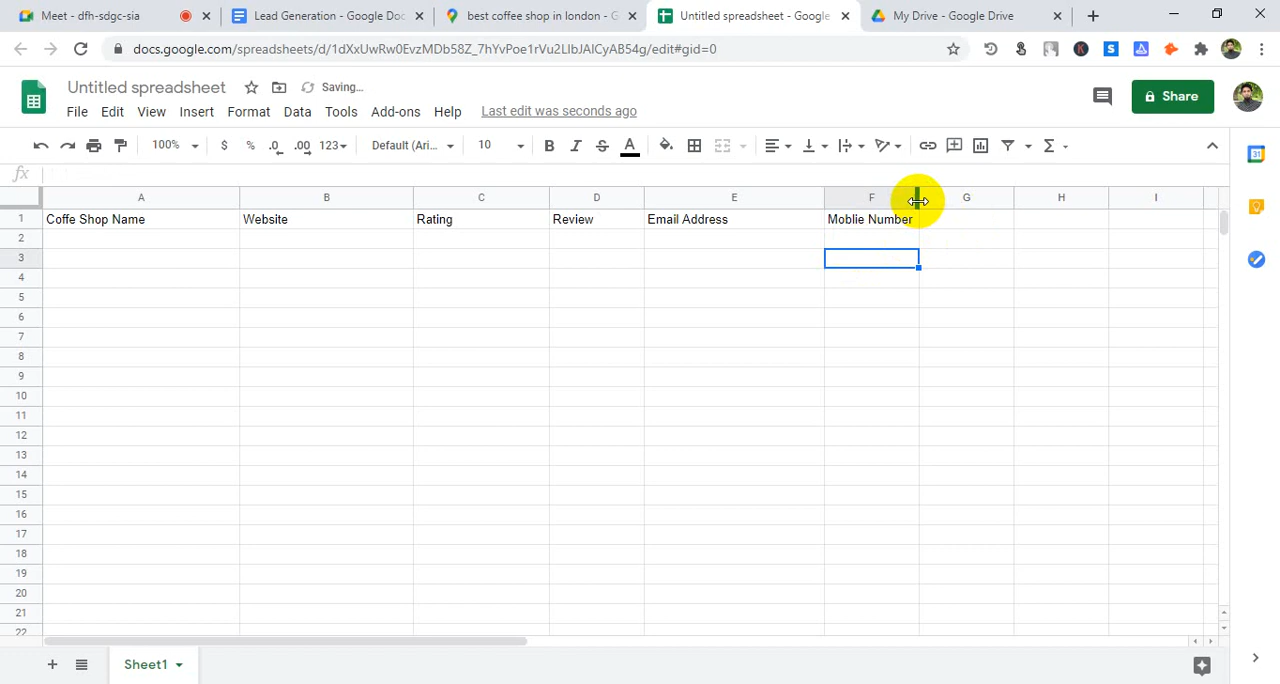 Meet - dfh-sdgc-sia
Lead Generation - Google Doc
best coffee shop in london - G
Untitled spreadsheet - Google
My Drive - Google Drive
docs.google.com/spreadsheets/d/1dXxUwRw0EvzMDb58Z_7hYvPoe1rVu2LIbJAICyAB54g/edit#gid=0
Untitled spreadsheet
Saving…
File Edit View Insert Format Data Tools Add-ons Help Last edit was seconds ago
Share
100% $ % .0 .00 123 Default (Ari... 10 B I S A Σ
fx
A B C D E F G H I
1 Coffe Shop Name Website Rating Review Email Address Moblie Number
2
3
4
5
6
7
8
9
10
11
12
13
14
15
16
17
18
19
20
21
22
Sheet1